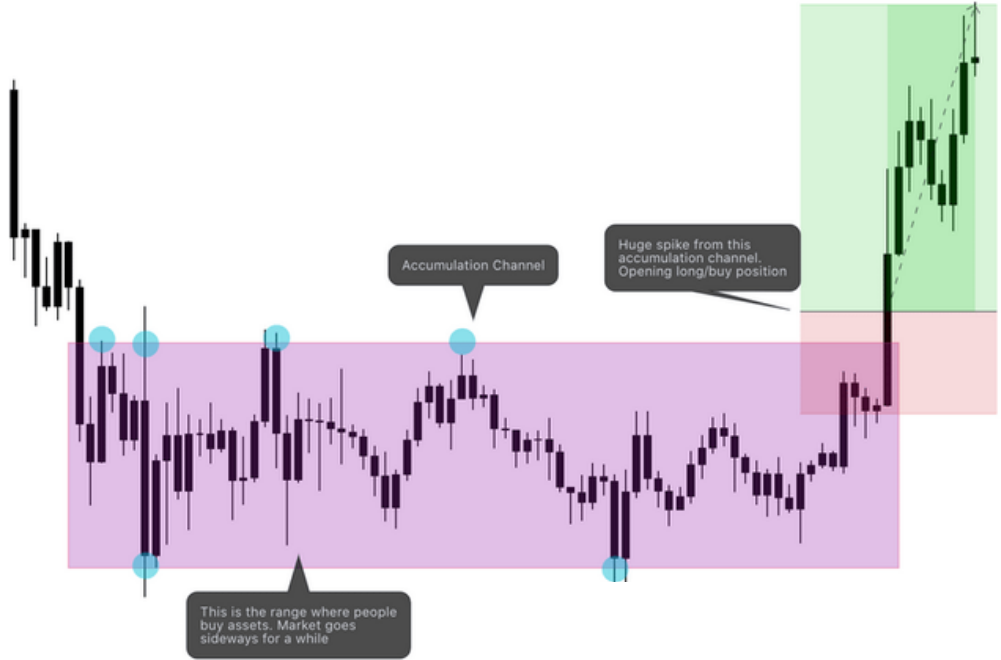 Huge spike from this
accumulation channel.
Opening long/buy position
Accumulation Channel
This is the range where people
buy assets. Market goes
sideways for a while